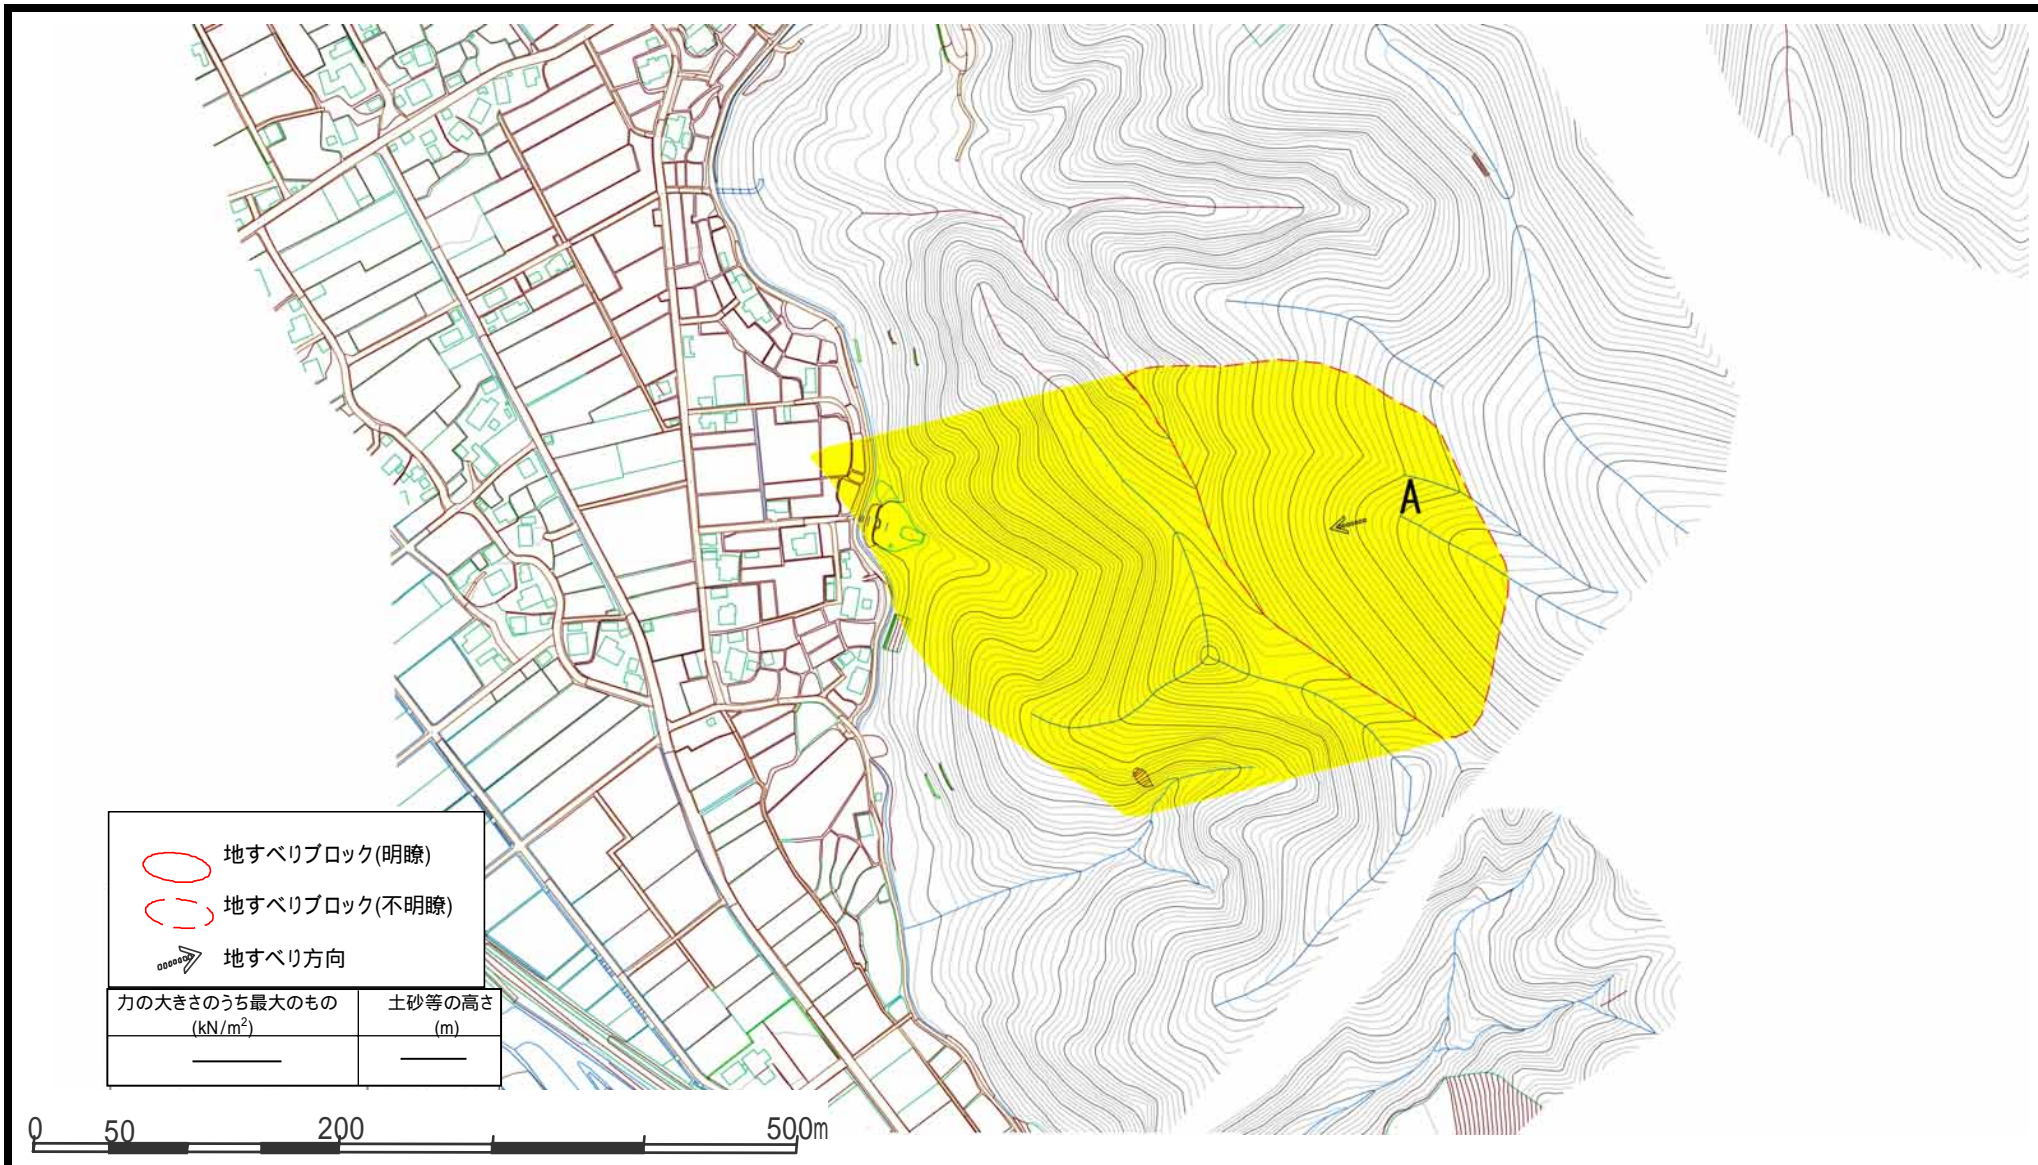 A
地すべりブロック(明瞭)
地すべりブロック(不明瞭)
地すべり方向
力の大きさのうち最大のもの 土砂等の高さ
(kN/m²) (m)
0 50 200 500m